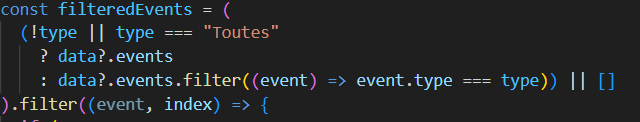 const filteredEvents = (
(!type || type === "Toutes"
? data?.events
: data?.events.filter((event) => event.type === type)) || []
).filter((event, index) => {